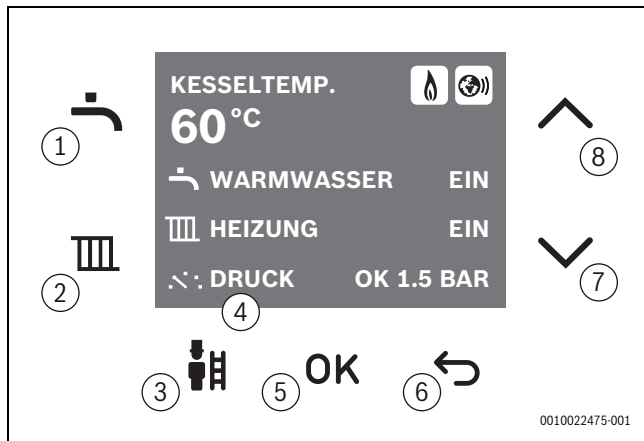 KESSELTEMP.
60°C
WARMWASSER EIN
HEIZUNG EIN
DRUCK OK 1.5 BAR
1
2
3
4
5
OK
6
7
8
0010022475-001